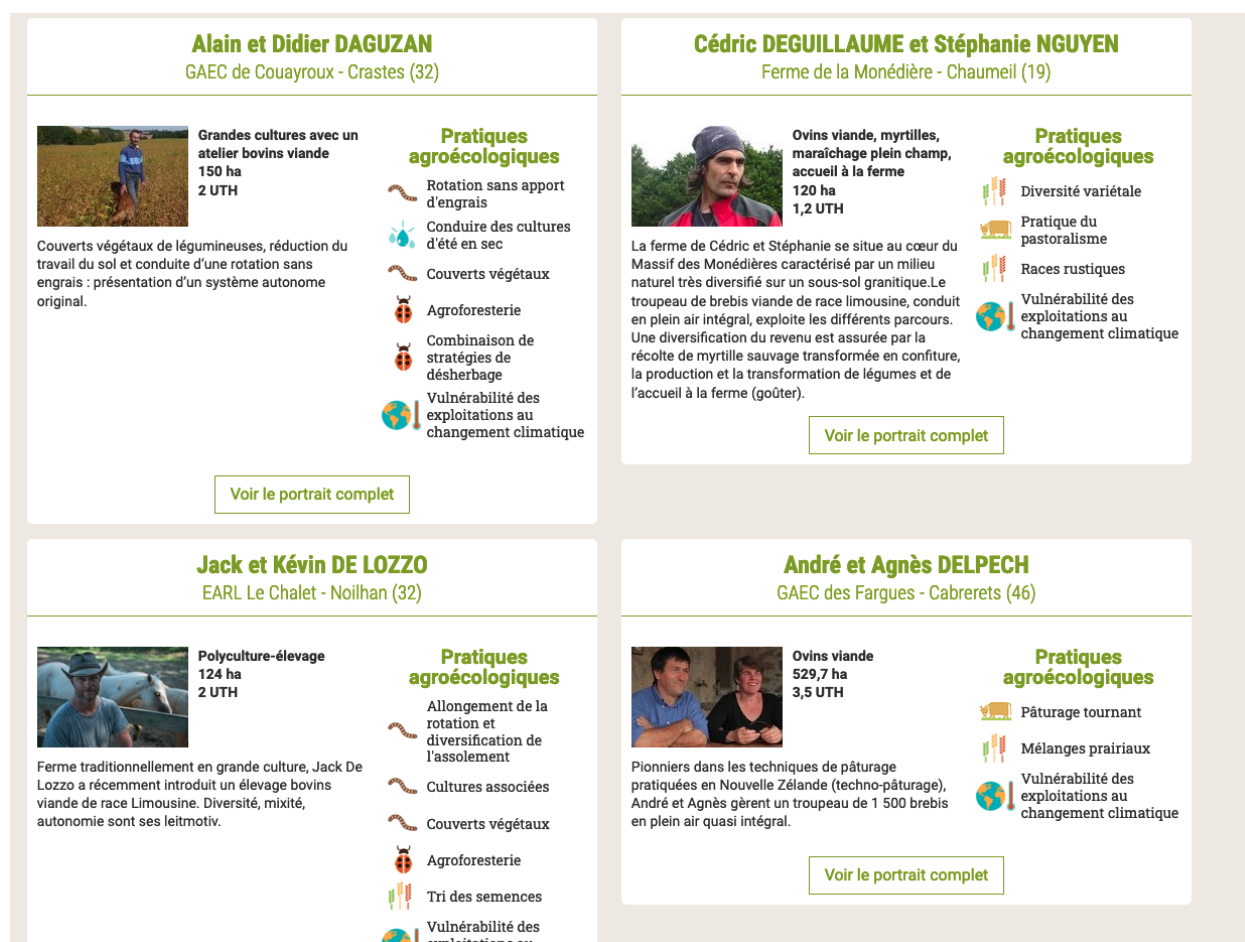 Alain et Didier DAGUZAN
GAEC de Couayroux - Crastes (32)
Grandes cultures avec un
atelier bovins viande
150 ha
2 UTH
Couverts végétaux de légumineuses, réduction du
travail du sol et conduite d'une rotation sans
engrais : présentation d'un système autonome
original.
Pratiques
agroécologiques
Rotation sans apport
d'engrais
Conduire des cultures
d'été en sec
Couverts végétaux
Agroforesterie
Combinaison de
stratégies de
désherbage
Vulnérabilité des
exploitations au
changement climatique
Voir le portrait complet
Cédric DEGUILLAUME et Stéphanie NGUYEN
Ferme de la Monédière - Chaumeil (19)
Ovins viande, myrtilles,
maraîchage plein champ,
accueil à la ferme
120 ha
1,2 UTH
La ferme de Cédric et Stéphanie se situe au cœur du
Massif des Monédières caractérisé par un milieu
naturel très diversifié sur un sous-sol granitique.Le
troupeau de brebis viande de race limousine, conduit
en plein air intégral, exploite les différents parcours.
Une diversification du revenu est assurée par la
récolte de myrtille sauvage transformée en confiture,
la production et la transformation de légumes et de
l'accueil à la ferme (goûter).
Pratiques
agroécologiques
Diversité variétale
Pratique du
pastoralisme
Races rustiques
Vulnérabilité des
exploitations au
changement climatique
Voir le portrait complet
Jack et Kévin DE LOZZO
EARL Le Chalet - Noilhan (32)
Polyculture-élevage
124 ha
2 UTH
Ferme traditionnellement en grande culture, Jack De
Lozzo a récemment introduit un élevage bovins
viande de race Limousine. Diversité, mixité,
autonomie sont ses leitmotiv.
Pratiques
agroécologiques
Allongement de la
rotation et
diversification de
l'assolement
Cultures associées
Couverts végétaux
Agroforesterie
Tri des semences
Vulnérabilité des
André et Agnès DELPECH
GAEC des Fargues - Cabrerets (46)
Ovins viande
529,7 ha
3,5 UTH
Pionniers dans les techniques de pâturage
pratiquées en Nouvelle Zélande (techno-pâturage),
André et Agnès gèrent un troupeau de 1 500 brebis
en plein air quasi intégral.
Pratiques
agroécologiques
Pâturage tournant
Mélanges prairiaux
Vulnérabilité des
exploitations au
changement climatique
Voir le portrait complet